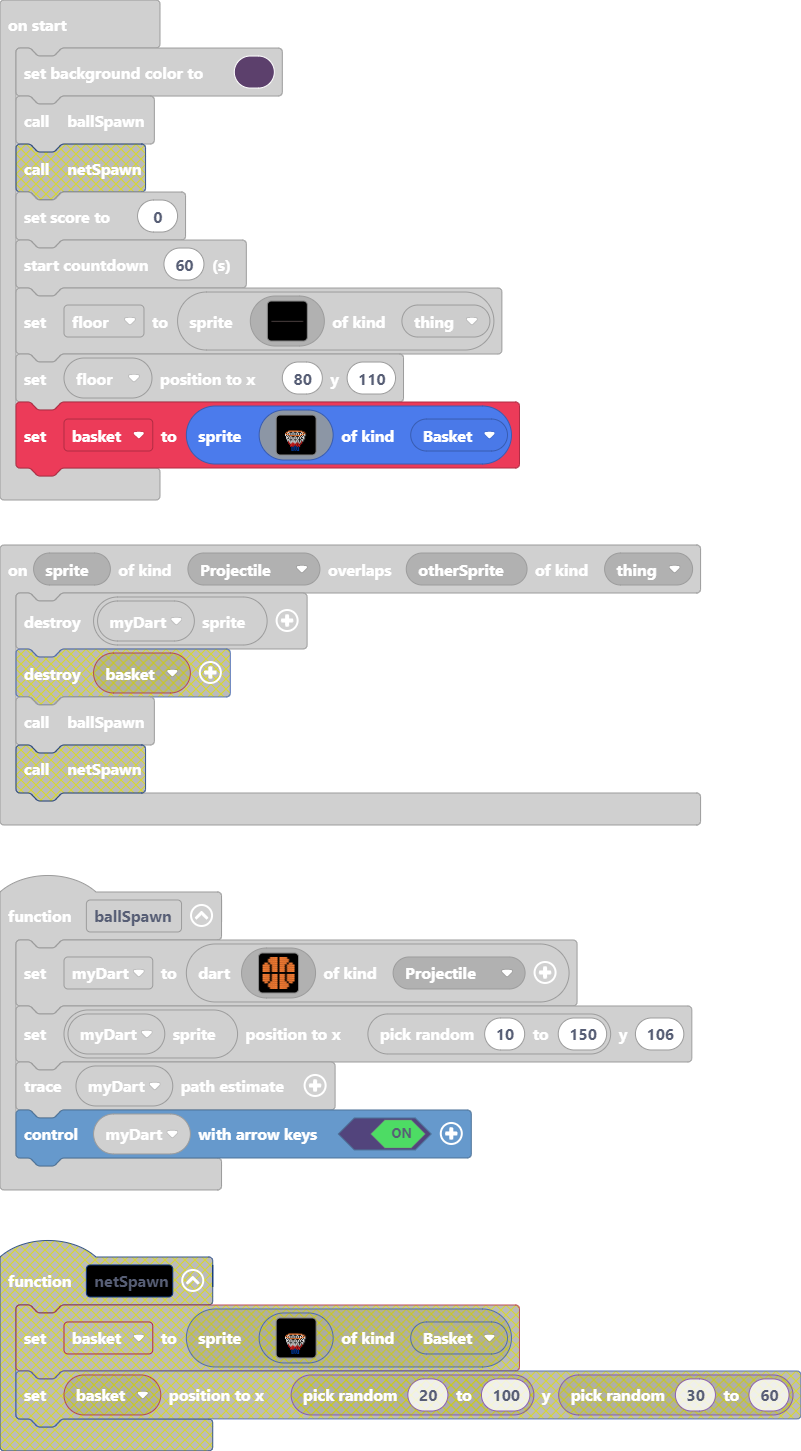 on start
set background color to
call ballSpawn
call netSpawn
set score to 0
start countdown 60 (s)
set floor to sprite of kind thing
set floor position to x 80 y 110
set basket to sprite of kind Basket
on sprite of kind Projectile overlaps otherSprite of kind thing
destroy myDart sprite
destroy basket
call ballSpawn
call netSpawn
function ballSpawn
set myDart to dart of kind Projectile
set myDart sprite position to x pick random 10 to 150 y 106
trace myDart path estimate
control myDart with arrow keys ON
function netSpawn
set basket to sprite of kind Basket
set basket position to x pick random 20 to 100 y pick random 30 to 60